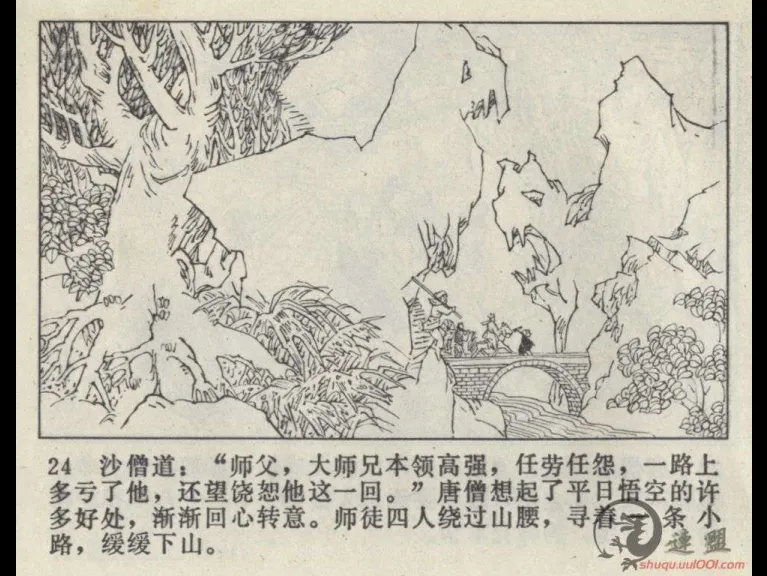 24 沙僧道：“师父，大师兄本领高强，任劳任怨，一路上
多亏了他，还望饶恕他这一回。”唐僧想起了平日悟空的许
多好处，渐渐回心转意。师徒四人绕过山腰，寻着一条 小
路，缓缓下山。
連盟
shuqu.uu1001.com